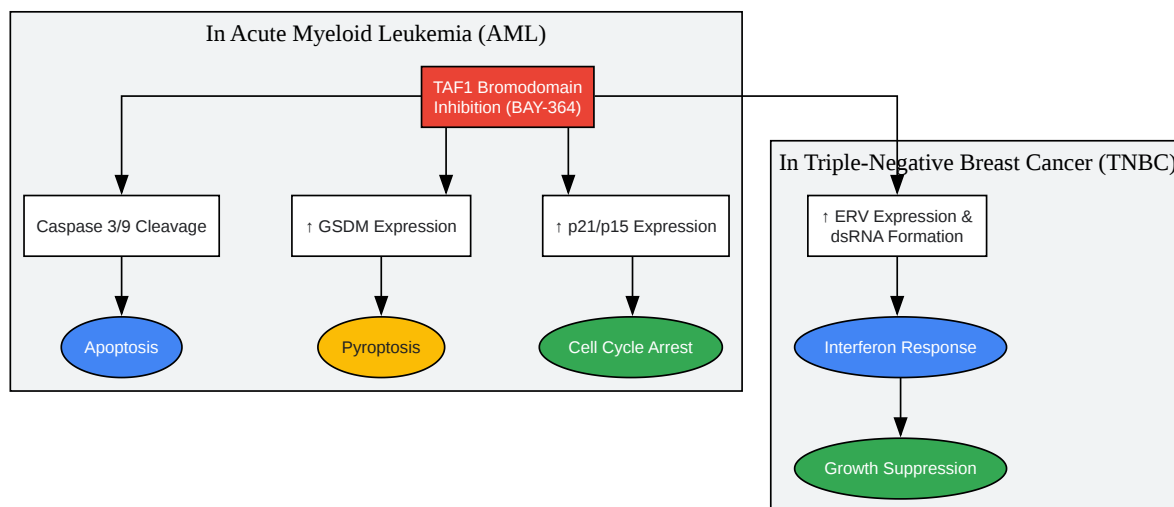 In Acute Myeloid Leukemia (AML)
TAF1 Bromodomain
Inhibition (BAY-364)
In Triple-Negative Breast Cancer (TNBC)
Caspase 3/9 Cleavage
↑ GSDM Expression
↑ p21/p15 Expression
↑ ERV Expression &
dsRNA Formation
Apoptosis
Pyroptosis
Cell Cycle Arrest
Interferon Response
Growth Suppression